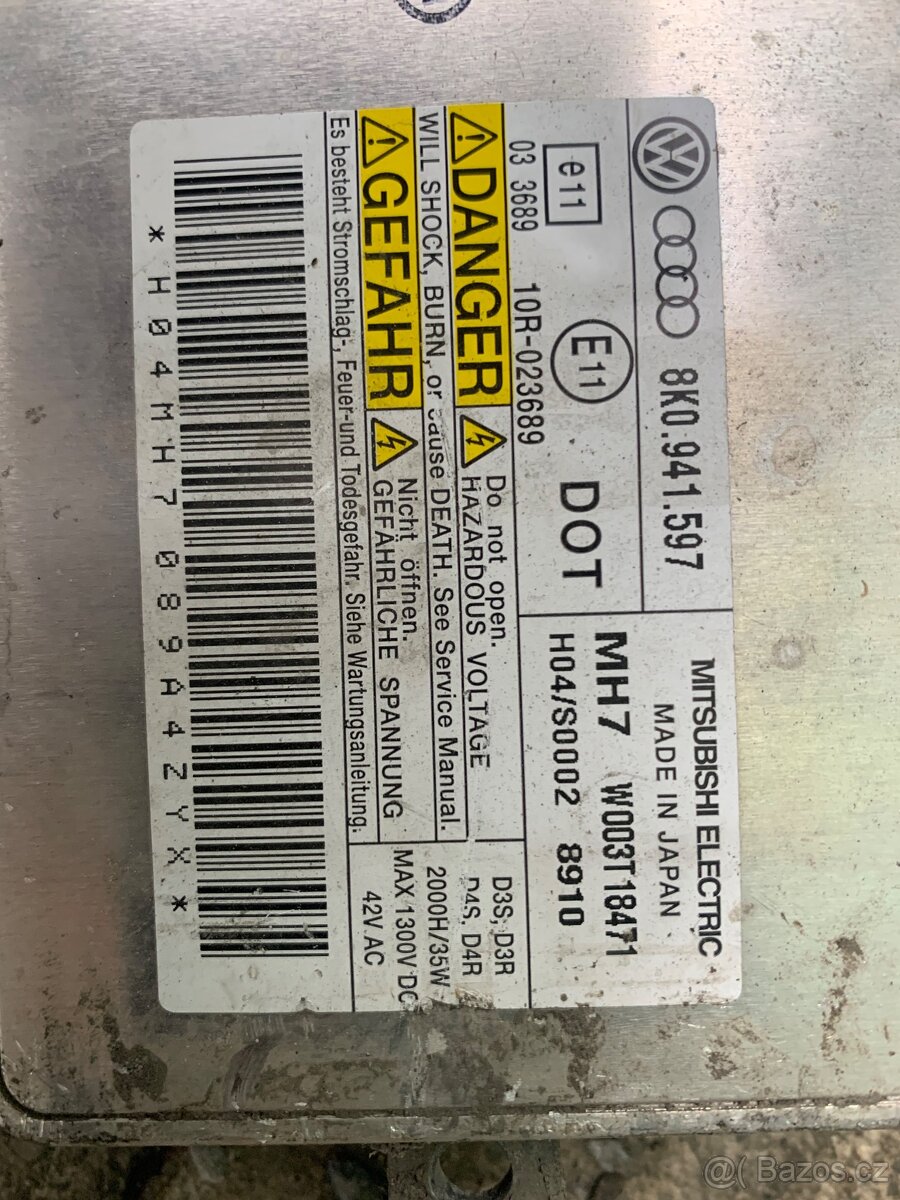 8K0.941.597
MITSUBISHI ELECTRIC
MADE IN JAPAN
e11
E11
DOT
MH7 W003T18471
H04/S0002 8910
03 3689 10R-023689
DANGER
Do not open.
HAZARDOUS VOLTAGE
WILL SHOCK, BURN, or cause DEATH. See Service Manual.
GEFAHR
Nicht öffnen.
GEFÄHRLICHE SPANNUNG
Es besteht Stromschlag-, Feuer-und Todesgefahr. Siehe Wartungsanleitung.
D3S, D3R
D4S, D4R
2000H/35W
MAX 1300V DC
42V AC
*H04MH7089A4ZYX*
@( Bazos.cz